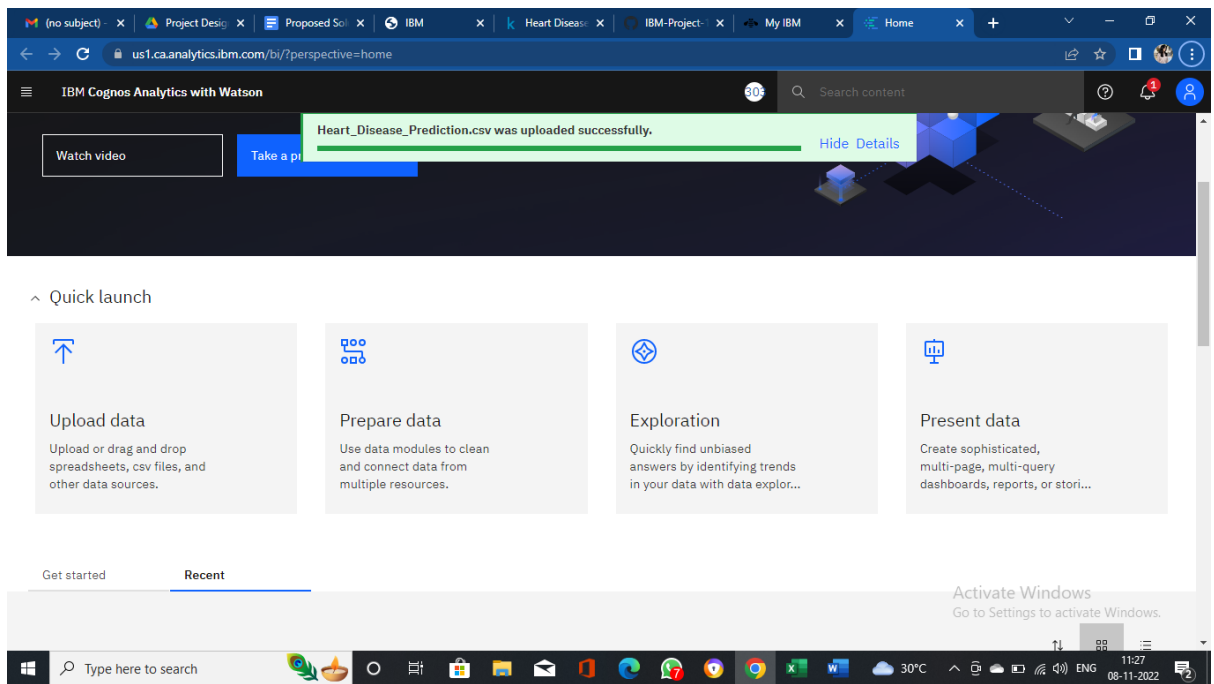 (no subject) -
Project Desig
Proposed Sol
IBM
Heart Disease
IBM-Project-1
My IBM
Home
us1.ca.analytics.ibm.com/bi/?perspective=home
IBM Cognos Analytics with Watson
303
Search content
1
Heart_Disease_Prediction.csv was uploaded successfully.
Hide Details
Watch video
Take a pr
Quick launch
Upload data
Upload or drag and drop
spreadsheets, csv files, and
other data sources.
Prepare data
Use data modules to clean
and connect data from
multiple resources.
Exploration
Quickly find unbiased
answers by identifying trends
in your data with data explor...
Present data
Create sophisticated,
multi-page, multi-query
dashboards, reports, or stori...
Get started
Recent
Activate Windows
Go to Settings to activate Windows.
Type here to search
7
30°C
ENG
11:27
08-11-2022
2